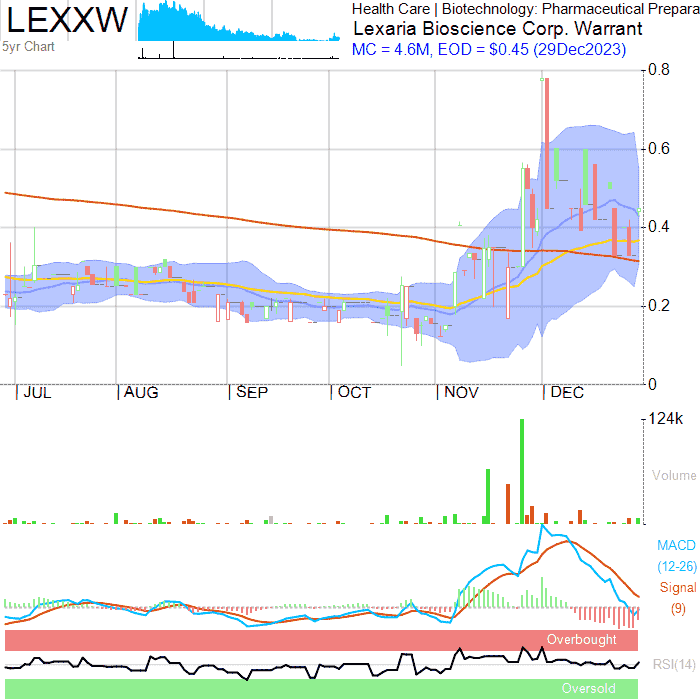 LEXXW
5yr Chart
Health Care | Biotechnology: Pharmaceutical Prepara
Lexaria Bioscience Corp. Warrant
MC = 4.6M, EOD = $0.45 (29Dec2023)
0.8
0.6
0.4
0.2
0
JUL AUG SEP OCT NOV DEC
124k
Volume
MACD
(12-26)
Signal
(9)
Overbought
RSI(14)
Oversold